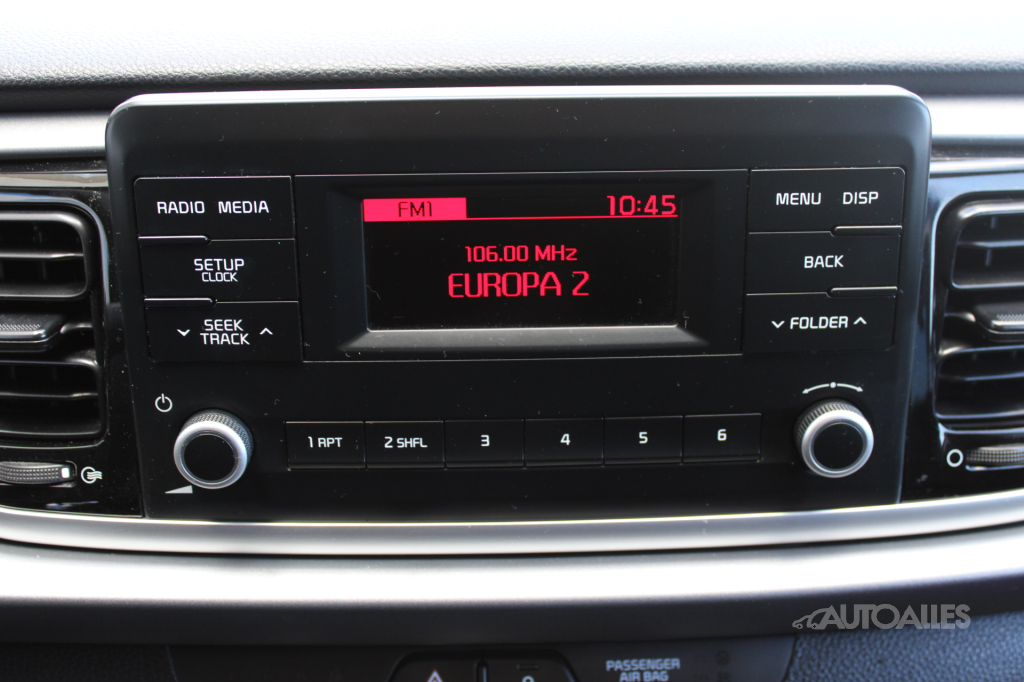 RADIO MEDIA
SETUP
CLOCK
SEEK
TRACK
FM1 10:45
106.00 MHz
EUROPA 2
MENU DISP
BACK
FOLDER
1 RPT 2 SHFL 3 4 5 6
AUTOALLES
PASSENGER
AIR BAG